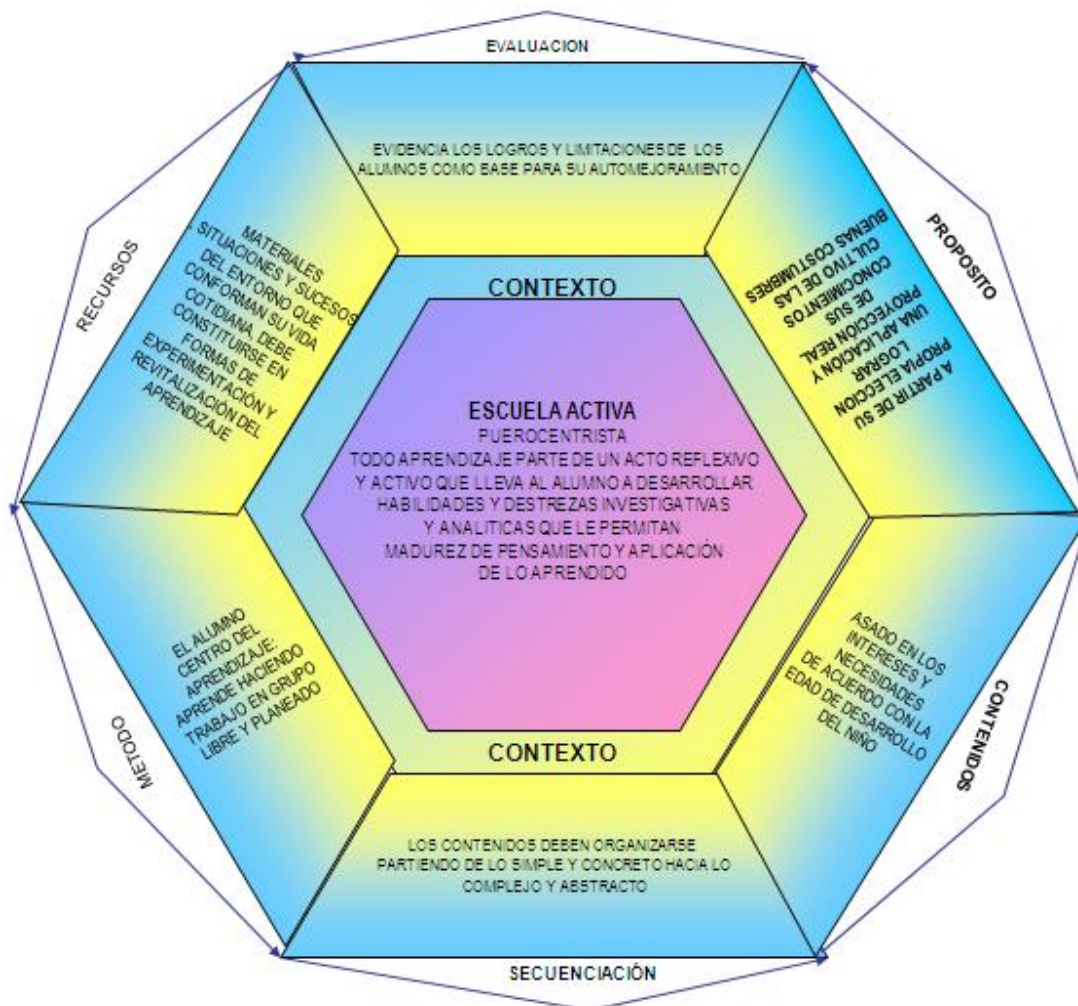 EVALUACION
EVIDENCIA LOS LOGROS Y LIMITACIONES DE LOS
ALUMNOS COMO BASE PARA SU AUTOMEJORAMIENTO
PROPOSITO
A PARTIR DE SU
PROPIA ELECCION
LOGRAR
UNA APLICACIÓN Y
PROYECCION REAL
DE SUS
CONOCIMIENTOS
CULTIVO DE LAS
BUENAS COSTUMBRES
RECURSOS
MATERIALES
, SITUACIONES Y SUCESOS
DEL ENTORNO QUE
CONFORMAN SU VIDA
COTIDIANA, DEBE
CONSTITUIRSE EN
FORMAS DE
EXPERIMENTACIÓN Y
REVITALIZACIÓN DEL
APRENDIZAJE
CONTEXTO
ESCUELA ACTIVA
PUEROCENTRISTA
TODO APRENDIZAJE PARTE DE UN ACTO REFLEXIVO
Y ACTIVO QUE LLEVA AL ALUMNO A DESARROLLAR
HABILIDADES Y DESTREZAS INVESTIGATIVAS
Y ANALITICAS QUE LE PERMITAN
MADUREZ DE PENSAMIENTO Y APLICACIÓN
DE LO APRENDIDO
CONTEXTO
METODO
EL ALUMNO
CENTRO DEL
APRENDIZAJE:
APRENDE HACIENDO
TRABAJO EN GRUPO
LIBRE Y PLANEADO
ASADO EN LOS
INTERESES Y
NECESIDADES
DE ACUERDO CON LA
EDAD DE DESARROLLO
DEL NIÑO
CONTENIDOS
LOS CONTENIDOS DEBEN ORGANIZARSE
PARTIENDO DE LO SIMPLE Y CONCRETO HACIA LO
COMPLEJO Y ABSTRACTO
SECUENCIACIÓN